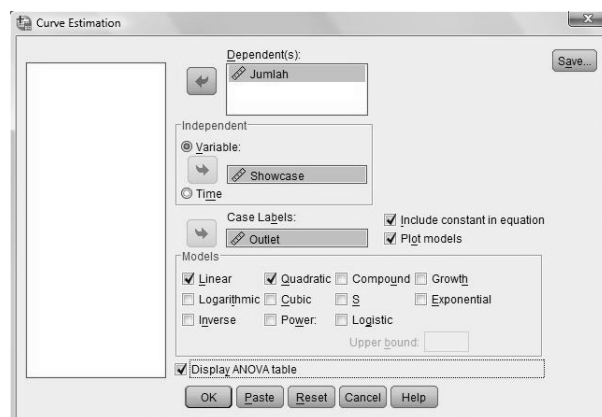 Curve Estimation
Dependent(s):
Jumlah
Save...
Independent
Variable:
Showcase
Time
Case Labels:
Outlet
Include constant in equation
Plot models
Models
Linear Quadratic Compound Growth
Logarithmic Cubic S Exponential
Inverse Power: Logistic
Upper bound:
Display ANOVA table
OK Paste Reset Cancel Help